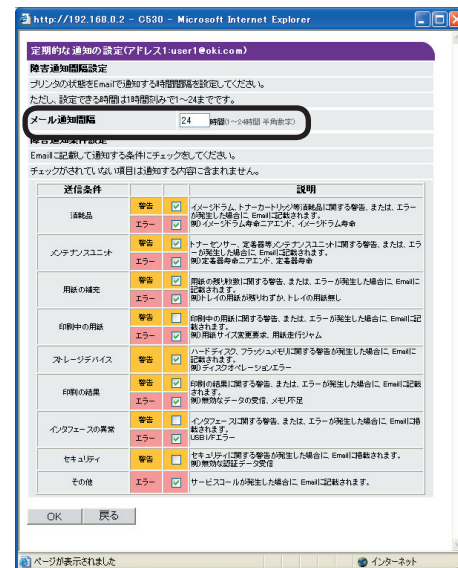 http://192.168.0.2 - C530 - Microsoft Internet Explorer
定期的な通知の設定(アドレス1:user1@oki.com)
障害通知間隔設定
プリンタの状態をEmailで通知する時間間隔を設定してください。
ただし、設定できる時間は1時間刻みで1～24までです。
メール通知間隔 24 時間(1～24時間 半角数字)
障害通知条件設定
Emailに記載して通知する条件にチェックをしてください。
チェックがされていない項目は通知する内容に含まれません。
送信条件 説明
消耗品 警告 イメージドラム、トナーカートリッジ等消耗品に関する警告、または、エラー
が発生した場合に、Emailに記載されます。
エラー 例)イメージドラム寿命ニアエンド、イメージドラム寿命
メンテナンスユニット 警告 トナーセンサー、定着器等メンテナンスユニットに関する警告、または、エラ
ーが発生した場合に、Emailに記載されます。
エラー 例)定着器寿命ニアエンド、定着器寿命
用紙の補充 警告 用紙の残り枚数に関する警告、または、エラーが発生した場合に、Emailに
記載されます。
エラー 例)トレイの用紙が残りわずか、トレイの用紙無し
印刷中の用紙 警告 印刷中の用紙に関する警告、または、エラーが発生した場合に、Emailに記
載されます。
エラー 例)用紙サイズ変更要求、用紙走行ジャム
ストレージデバイス 警告 ハードディスク、フラッシュメモリに関する警告が発生した場合に、Emailに
記載されます。
例)ディスクオペレーションエラー
印刷の結果 警告 印刷の結果に関する警告、または、エラーが発生した場合に、Emailに記載
されます。
エラー 例)無効なデータの受信、メモリ不足
インタフェースの異常 警告 インタフェースに関する警告、または、エラーが発生した場合に、Emailに掲
載されます。
エラー USB I/Fエラー
セキュリティ 警告 セキュリティに関する警告が発生した場合に、Emailに掲載されます。
例)無効な認証データ受信
その他 エラー サービスコールが発生した場合に、Emailに記載されます。
OK 戻る
ページが表示されました インターネット